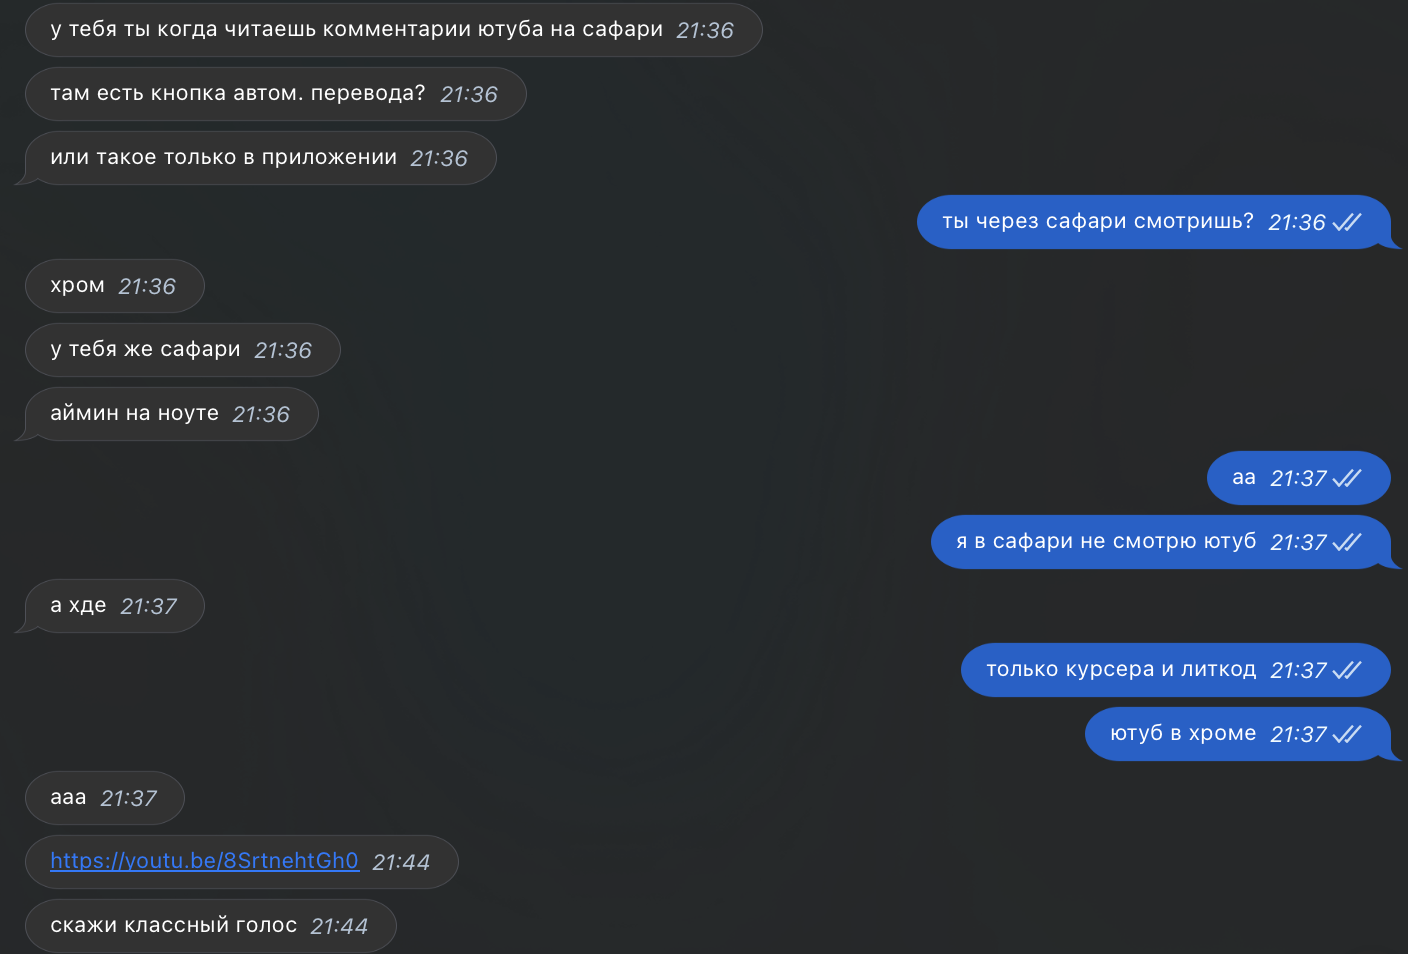 у тебя ты когда читаешь комментарии ютуба на сафари 21:36
там есть кнопка автом. перевода? 21:36
или такое только в приложении 21:36
ты через сафари смотришь? 21:36
хром 21:36
у тебя же сафари 21:36
аймин на ноуте 21:36
аа 21:37
я в сафари не смотрю ютуб 21:37
а хде 21:37
только курсера и литкод 21:37
ютуб в хроме 21:37
ааа 21:37
https://youtu.be/8SrtnehtGh0 21:44
скажи классный голос 21:44